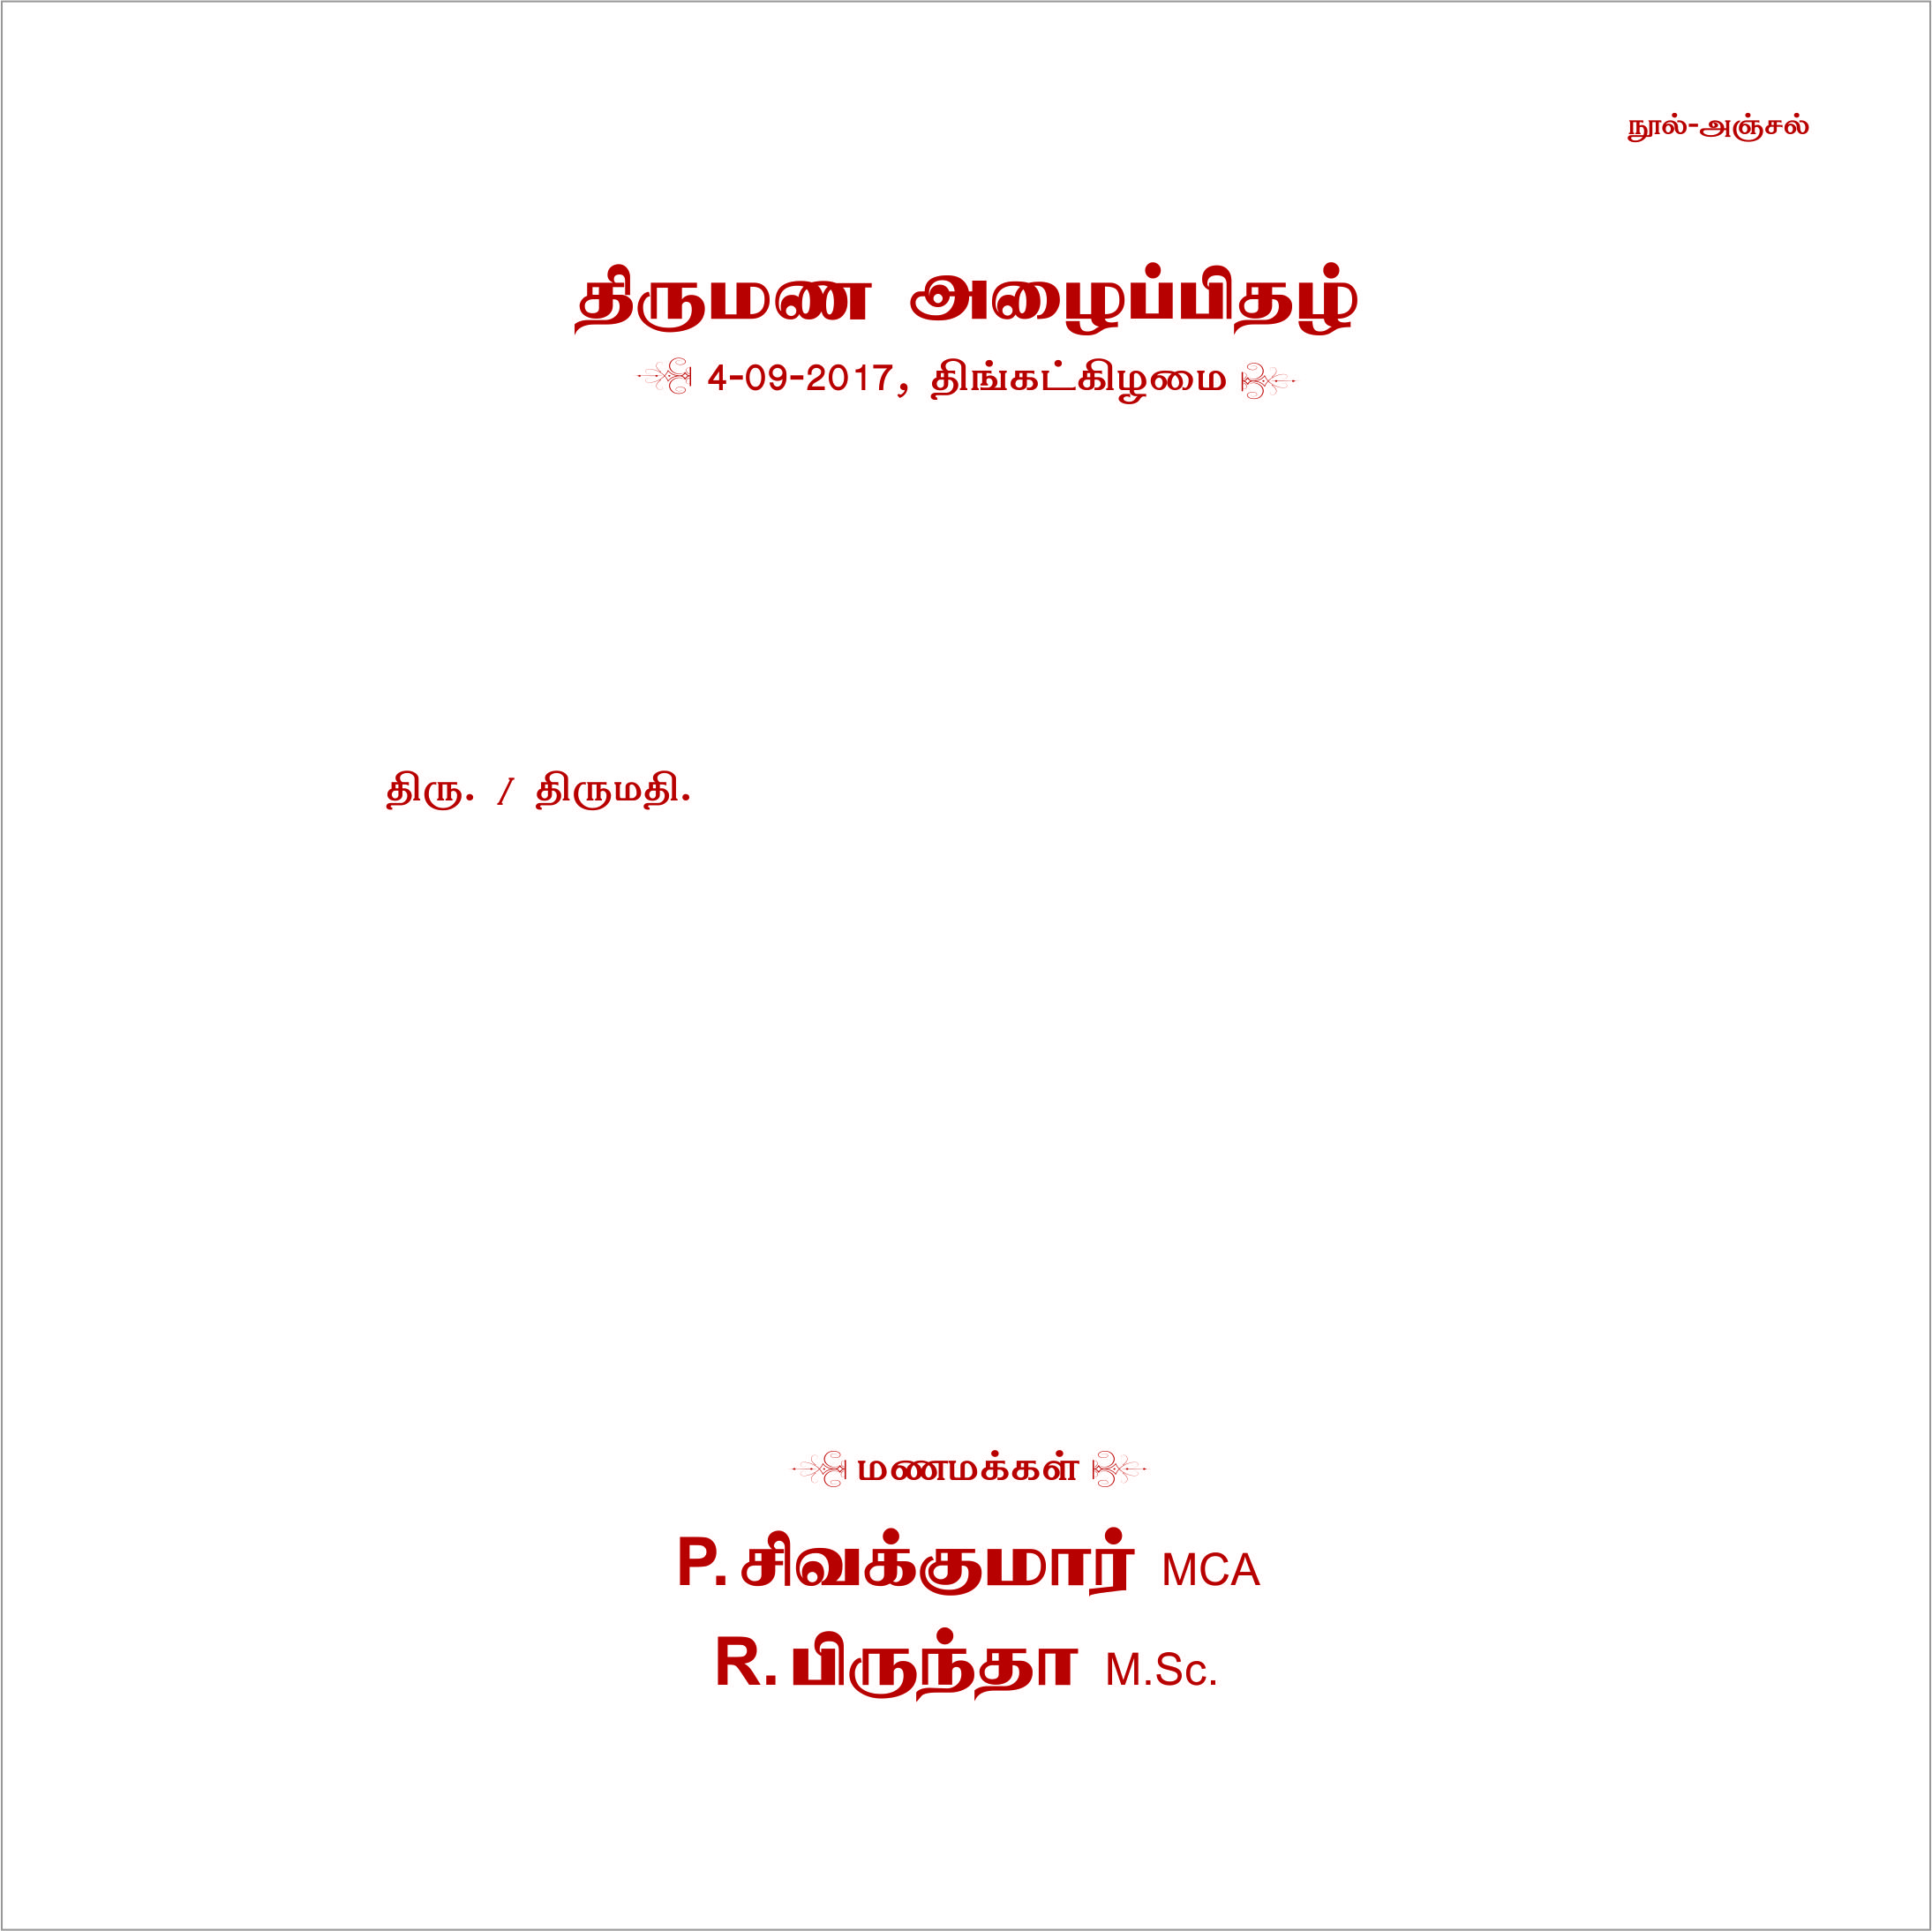 நூல்-அஞ்சல்
திருமண அழைப்பிதழ்
4-09-2017, திங்கட்கிழமை
திரு. / திருமதி.
மணமக்கள்
P. சிவக்குமார் MCA
R. பிருந்தா M.Sc.